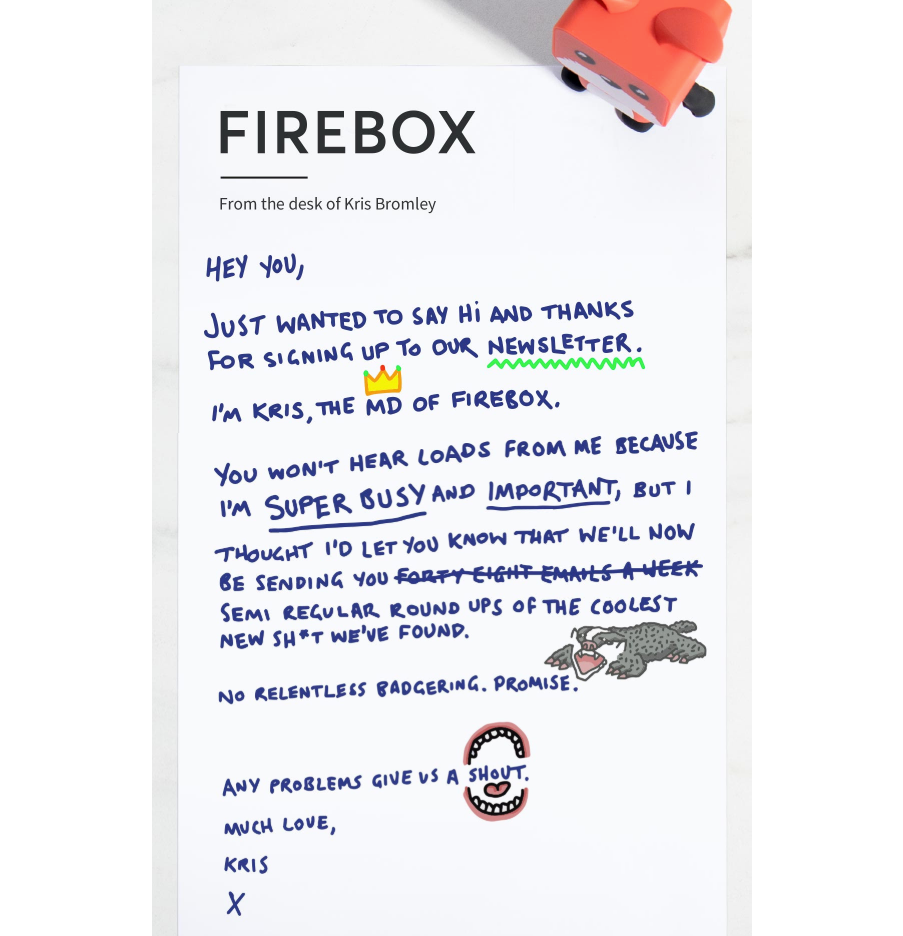 FIREBOX
From the desk of Kris Bromley
HEY YOU,
JUST WANTED TO SAY Hi AND THANKS
FOR SIGNING UP TO OUR NEWSLETTER.
I'M KRIS, THE MD OF FIREBOX.
YOU WON'T HEAR LOADS FROM ME BECAUSE
I'M SUPER BUSY AND IMPORTANT, BUT I
THOUGHT I'D LET YOU KNOW THAT WE'LL NOW
BE SENDING YOU FORTY EIGHT EMAILS A WEEK
SEMI REGULAR ROUND UPS OF THE COOLEST
NEW SH*T WE'VE FOUND.
NO RELENTLESS BADGERING. PROMISE.
ANY PROBLEMS GIVE US A SHOUT.
MUCH LOVE,
KRIS
X